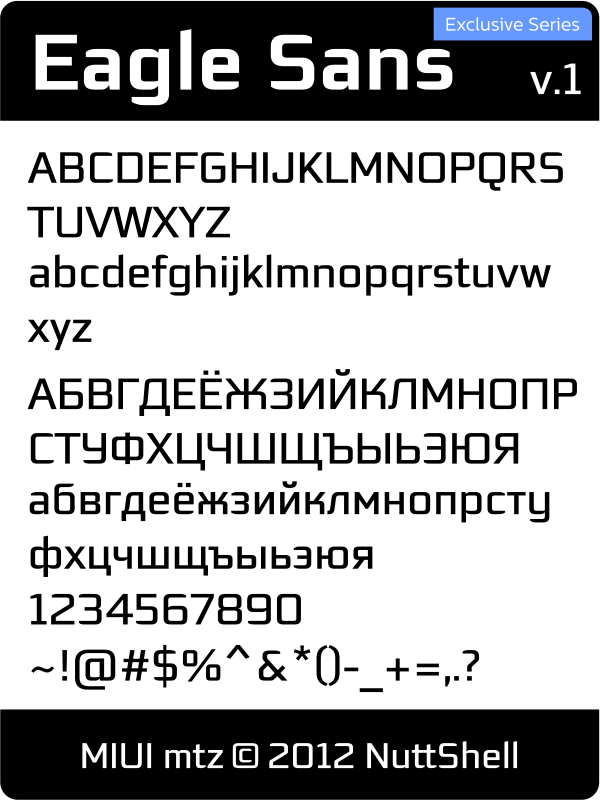 Exclusive Series
Eagle Sans
v.1
ABCDEFGHIJKLMNOPQRS
TUVWXYZ
abcdefghijklmnopqrstuvw
xyz
АБВГДЕЁЖЗИЙКЛМНОПР
СТУФХЦЧШЩЪЫЬЭЮЯ
абвгдеёжзийклмнопрсту
фхцчшщъыьэюя
1234567890
~!@#$%^&*()-_+=,.?
MIUI mtz © 2012 NuttShell